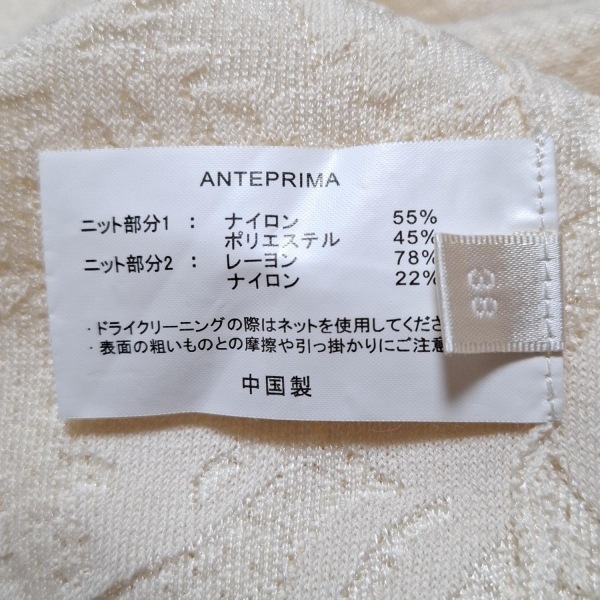 ANTEPRIMA
ニット部分1 : ナイロン 55%
ポリエステル 45%
ニット部分2 : レーヨン 78%
ナイロン 22%
・ドライクリーニングの際はネットを使用してくださ
・表面の粗いものとの摩擦や引っ掛かりにご注意
中国製
38